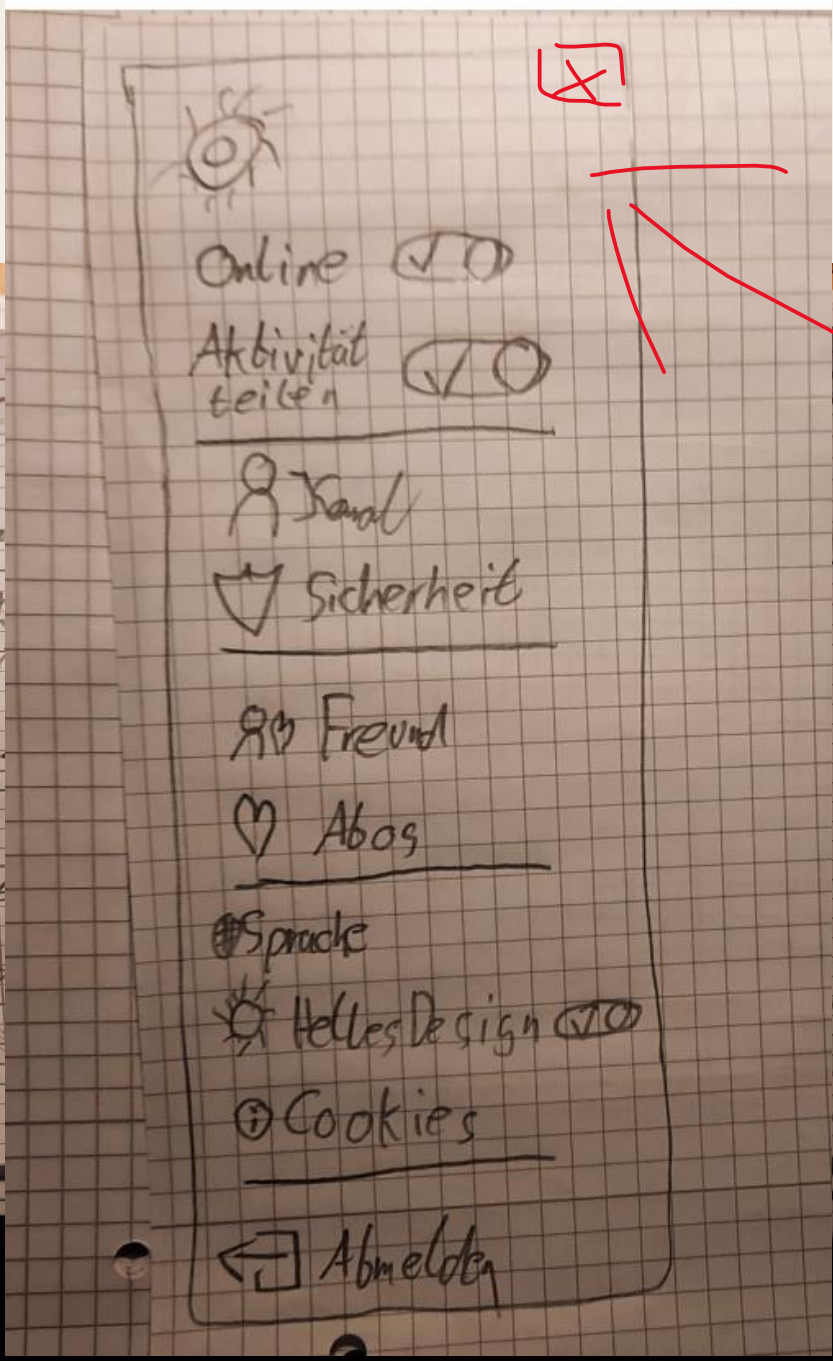 Online
Aktivität
teilen
Kanal
Sicherheit
Freund
Abos
Sprache
Helles Design
Cookies
Abmelden